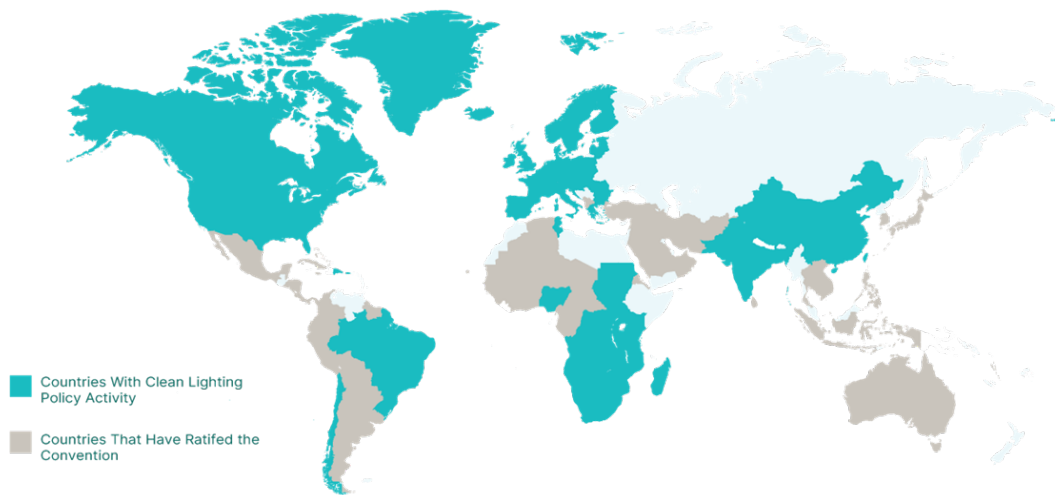 Countries With Clean Lighting
Policy Activity
Countries That Have Ratifed the
Convention